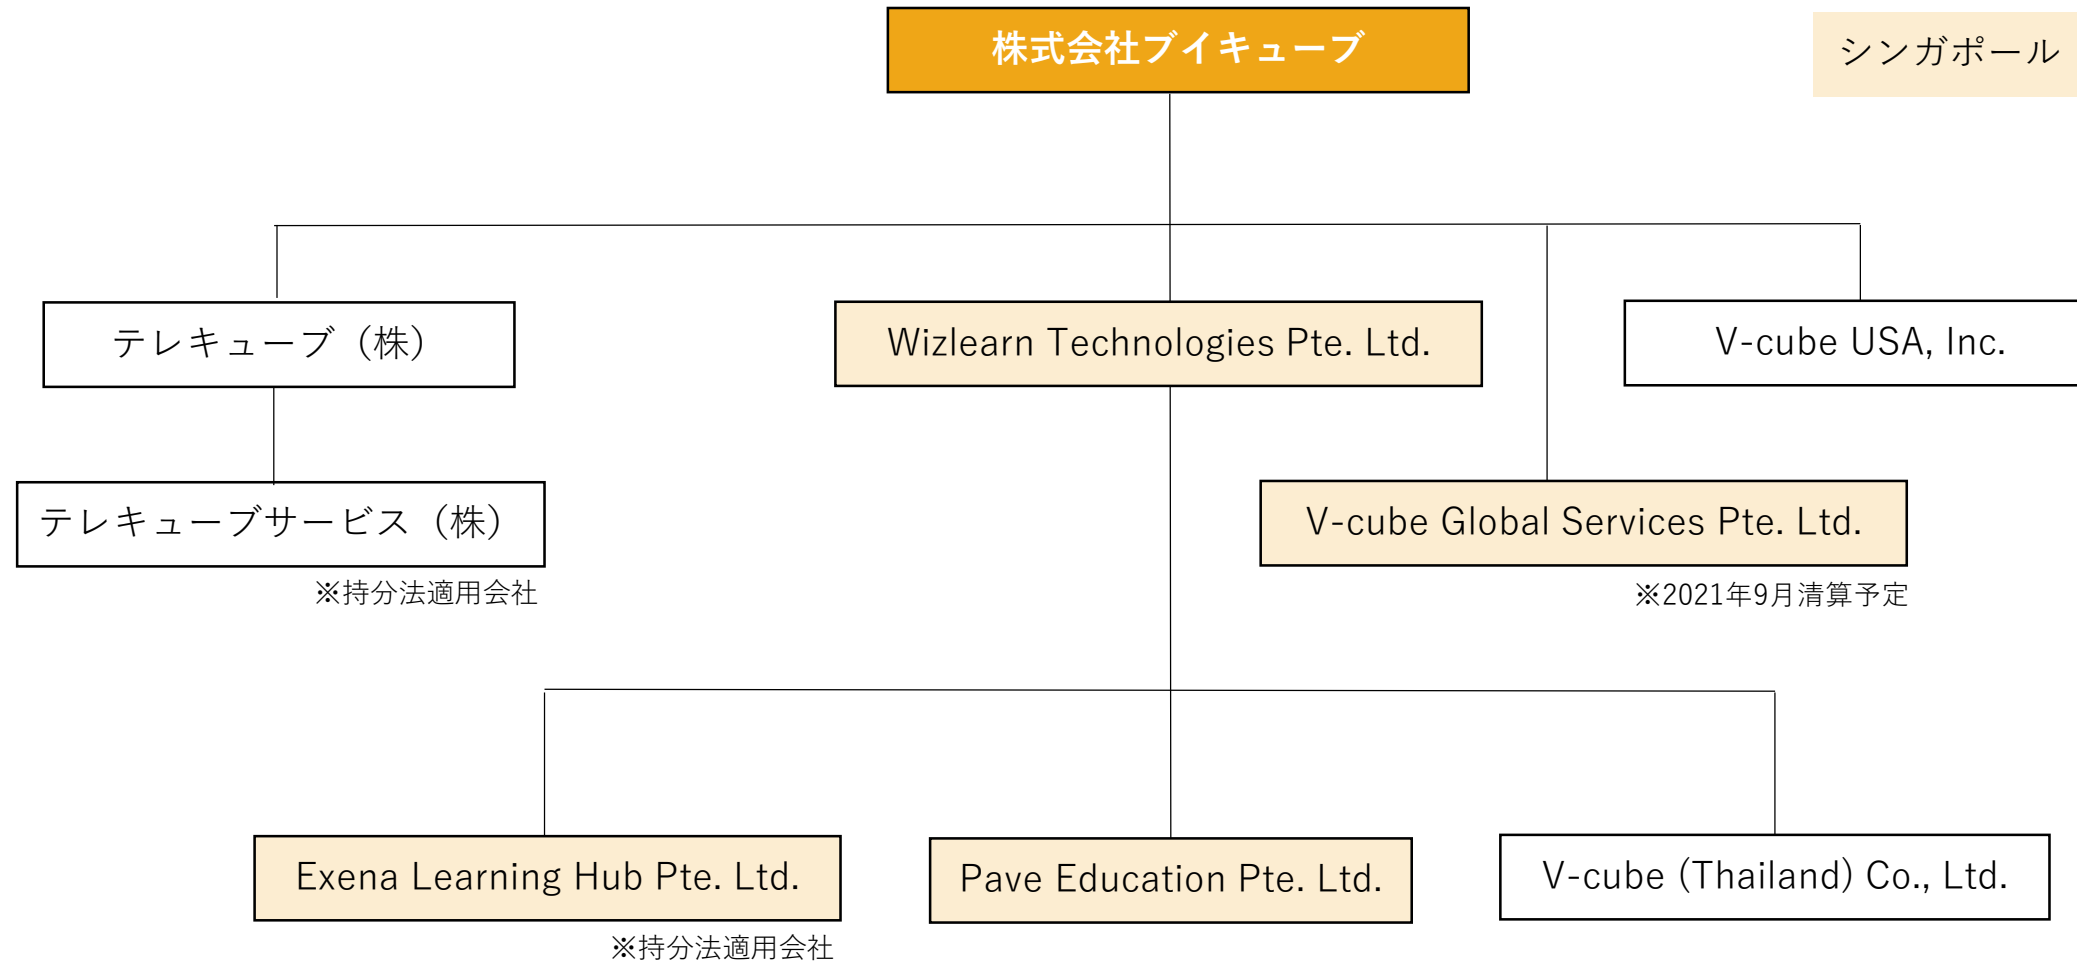 株式会社ブイキューブ
シンガポール
テレキューブ（株）
Wizlearn Technologies Pte. Ltd.
V-cube USA, Inc.
テレキューブサービス（株）
V-cube Global Services Pte. Ltd.
※持分法適用会社
※2021年9月清算予定
Exena Learning Hub Pte. Ltd.
Pave Education Pte. Ltd.
V-cube (Thailand) Co., Ltd.
※持分法適用会社